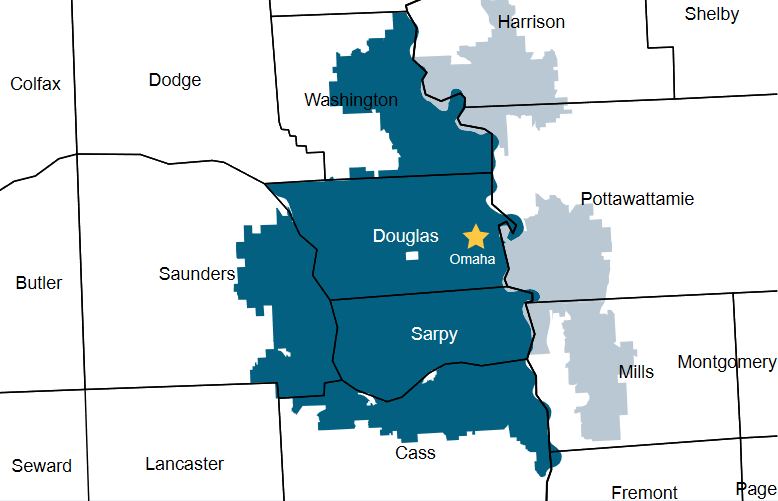 Harrison
Shelby
Colfax
Dodge
Washington
Pottawattamie
Douglas
Omaha
Saunders
Butler
Sarpy
Mills
Montgomery
Cass
Seward
Lancaster
Fremont
Page